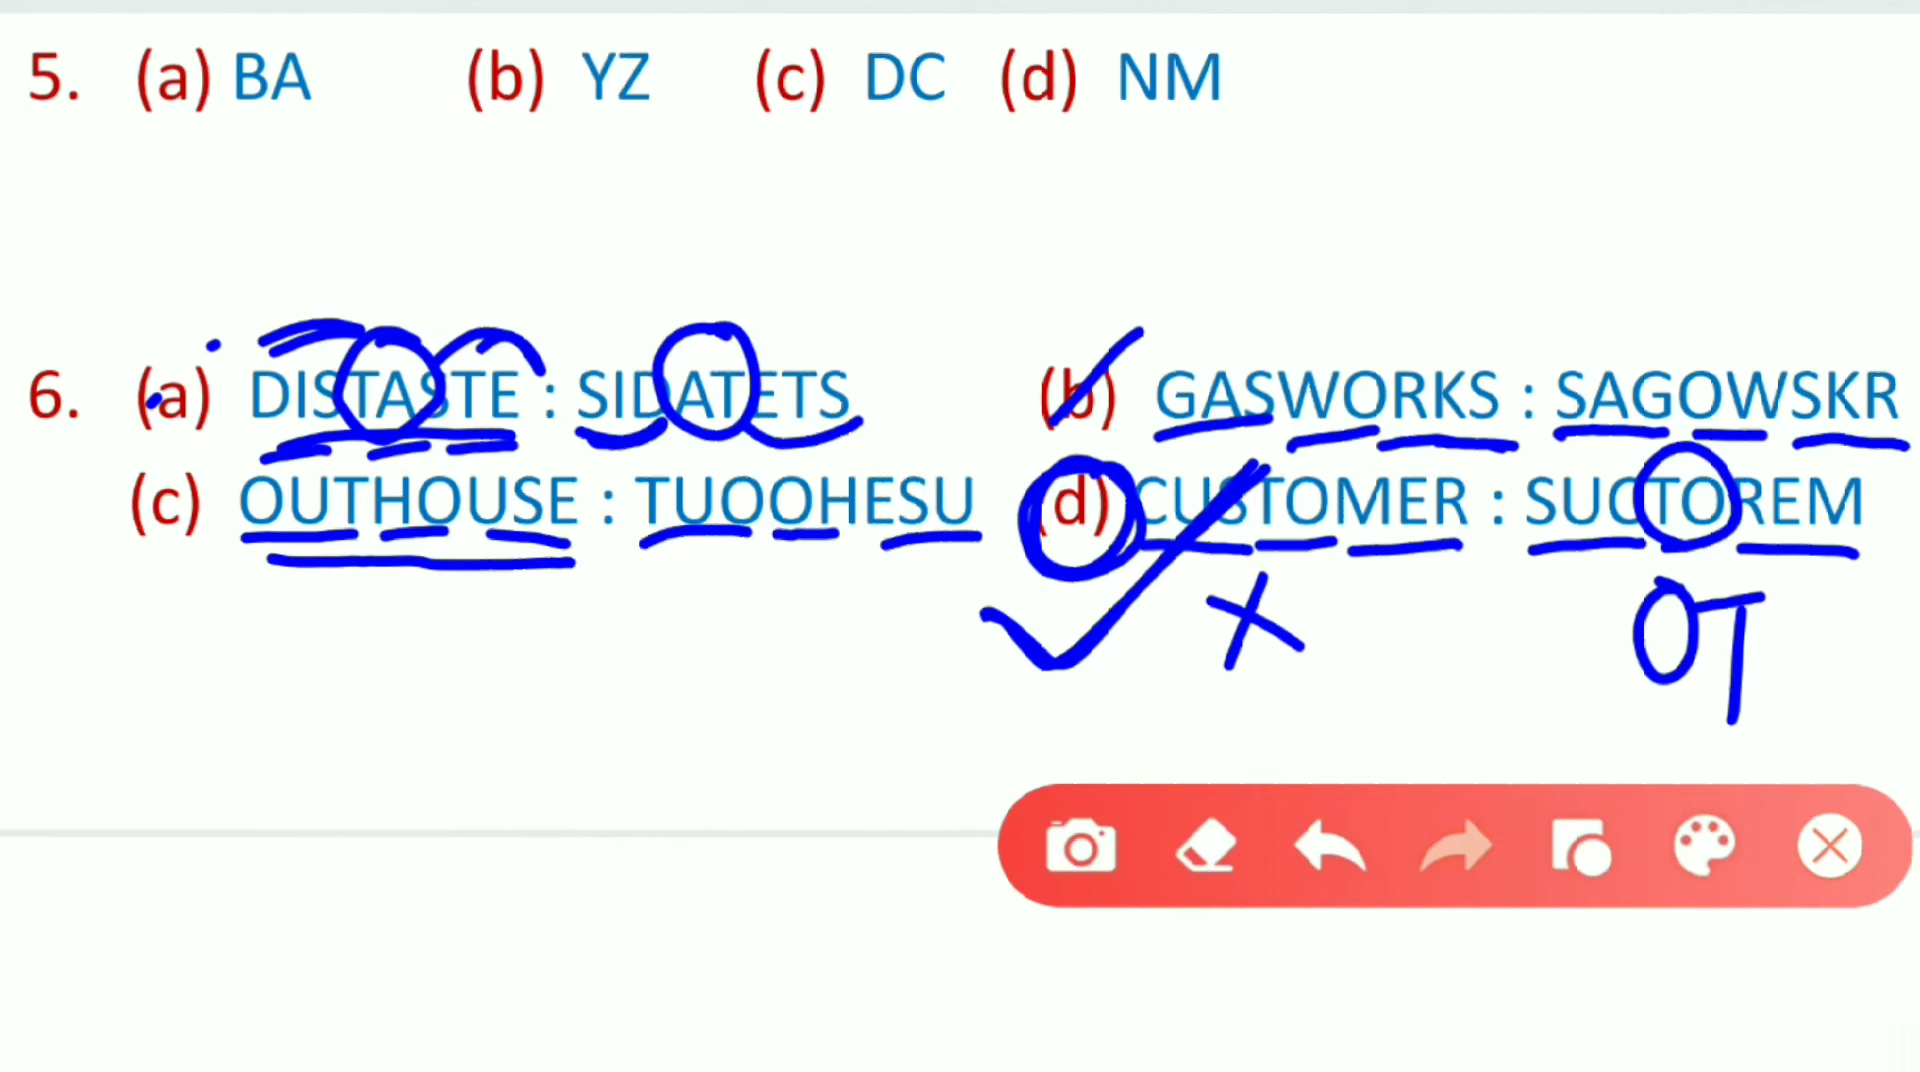 5. (a) BA (b) YZ (c) DC (d) NM
6. (a) DISTASTE : SIDATETS (b) GASWORKS : SAGOWSKR
(c) OUTHOUSE : TUOOHESU (d) CUSTOMER : SUCTOREM
OT